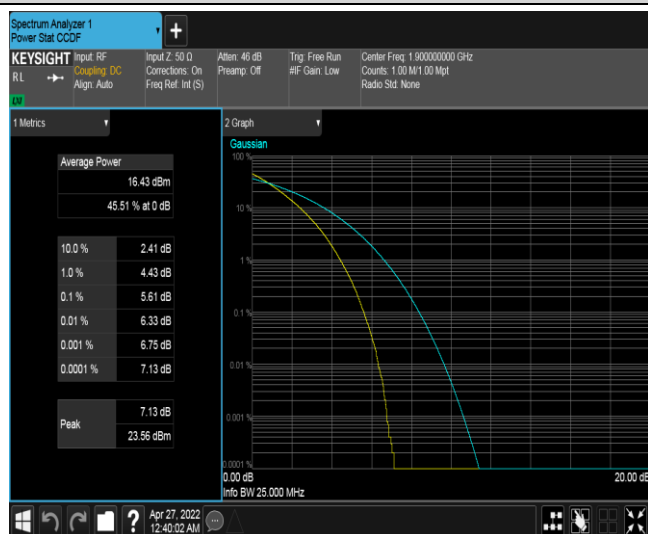 Spectrum Analyzer 1
Power Stat CCDF
+
KEYSIGHT
RL
LXI
Input: RF
Coupling: DC
Align: Auto
Input Z: 50 Ω
Corrections: On
Freq Ref: Int (S)
Atten: 46 dB
Preamp: Off
Trig: Free Run
#IF Gain: Low
Center Freq: 1.900000000 GHz
Counts: 1.00 M/1.00 Mpt
Radio Std: None
1 Metrics
Average Power
16.43 dBm
45.51 % at 0 dB
10.0 % 2.41 dB
1.0 % 4.43 dB
0.1 % 5.61 dB
0.01 % 6.33 dB
0.001 % 6.75 dB
0.0001 % 7.13 dB
Peak
7.13 dB
23.56 dBm
2 Graph
Gaussian
100 %
10 %
1 %
0.1 %
0.01 %
0.001 %
0.0001 %
0.00 dB 20.00 dB
Info BW 25.000 MHz
?
Apr 27, 2022
12:40:02 AM